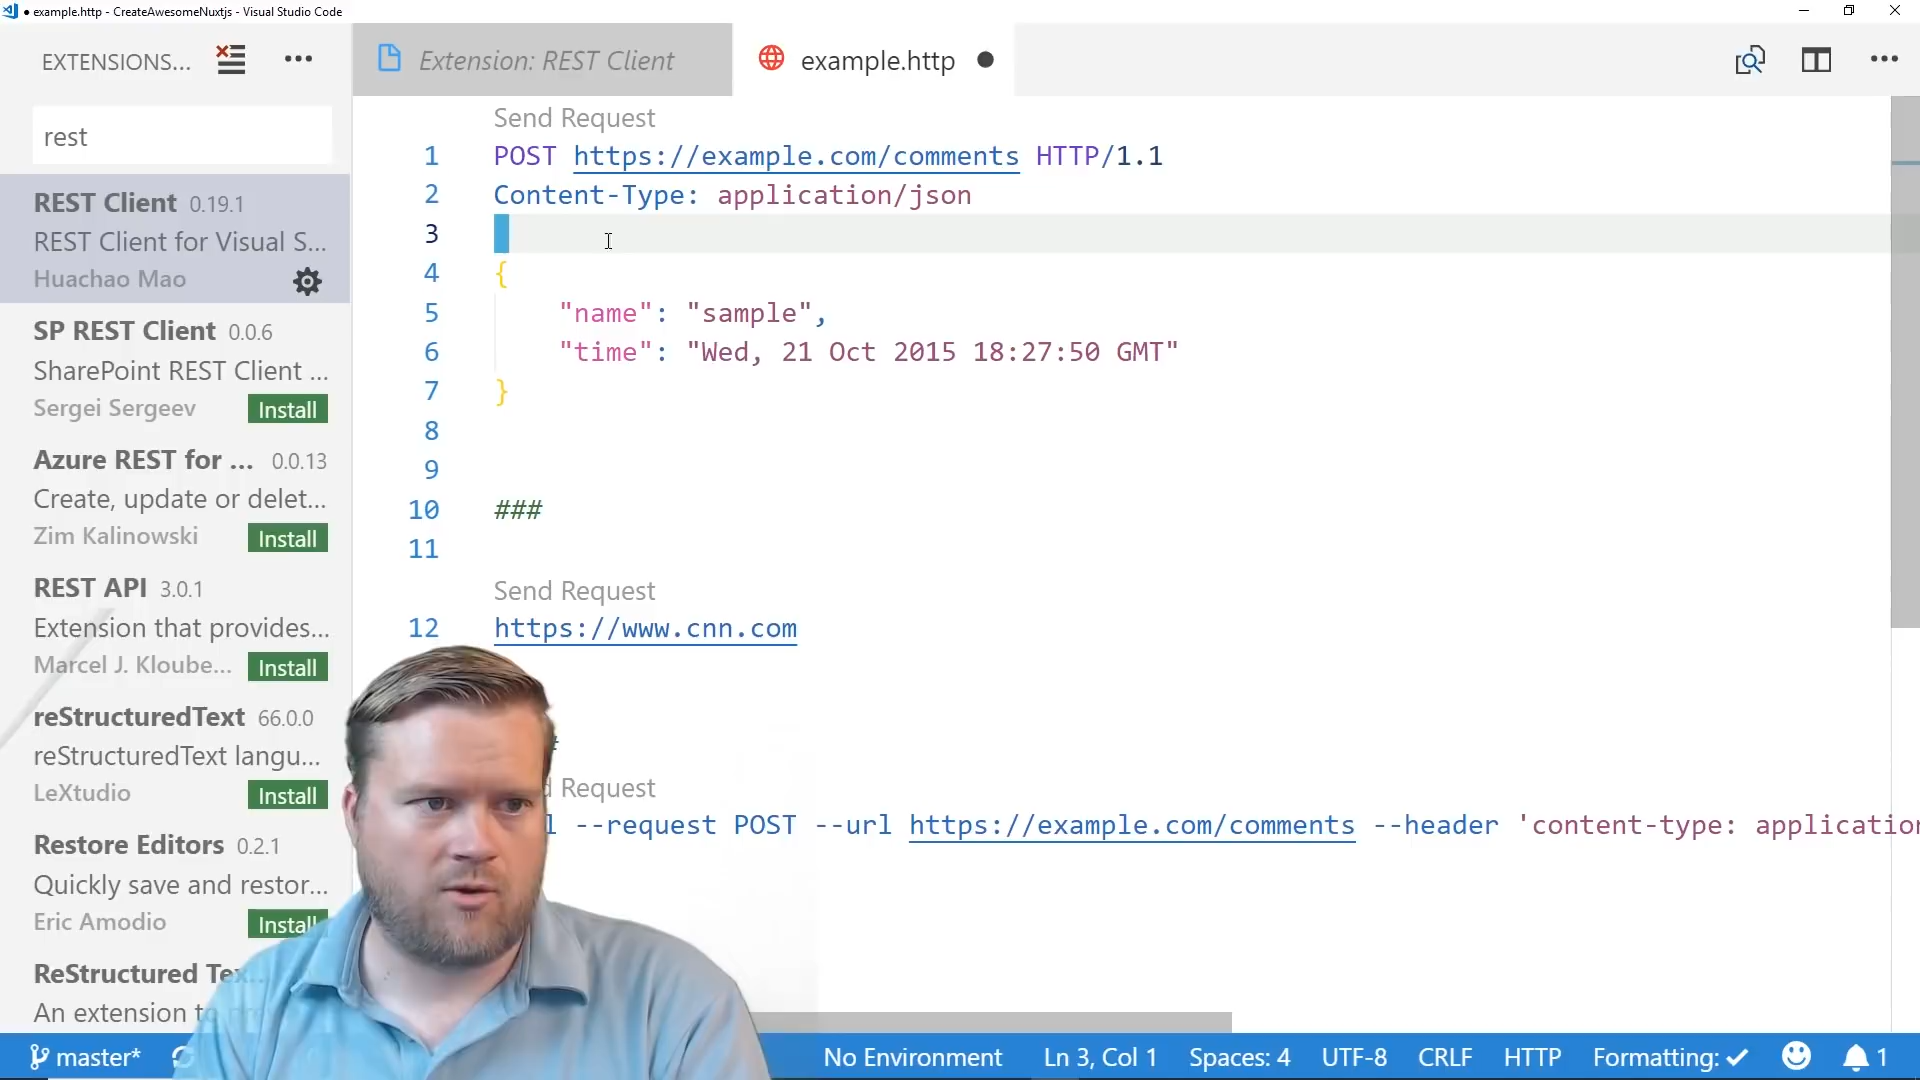 ● example.http - CreateAwesomeNuxtjs - Visual Studio Code
EXTENSIONS...
rest
REST Client 0.19.1
REST Client for Visual S...
Huachao Mao
SP REST Client 0.0.6
SharePoint REST Client ...
Sergei Sergeev Install
Azure REST for ... 0.0.13
Create, update or delet...
Zim Kalinowski Install
REST API 3.0.1
Extension that provides...
Marcel J. Kloube... Install
reStructuredText 66.0.0
reStructuredText langu...
LeXtudio Install
Restore Editors 0.2.1
Quickly save and restor...
Eric Amodio Install
ReStructured
An extension
Extension: REST Client
example.http ●
Send Request
1 POST https://example.com/comments HTTP/1.1
2 Content-Type: application/json
3
4 {
5 "name": "sample",
6 "time": "Wed, 21 Oct 2015 18:27:50 GMT"
7 }
8
9
10 ###
11
Send Request
12 https://www.cnn.com
Request
--request POST --url https://example.com/comments --header 'content-type:
master* No Environment Ln 3, Col 1 Spaces: 4 UTF-8 CRLF HTTP Formatting: ✓ 1